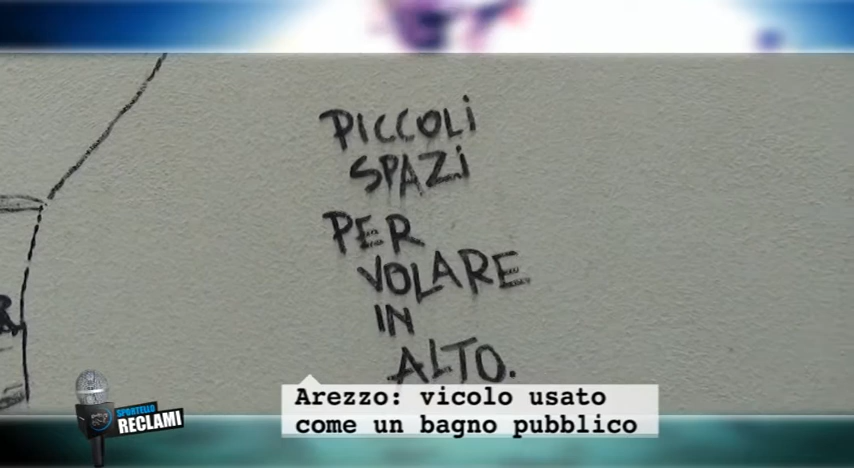 PICCOLi
SPAZi
PER
VOLARE
IN
ALTO.
SPORTELLO
RECLAMI
Arezzo: vicolo usato
come un bagno pubblico